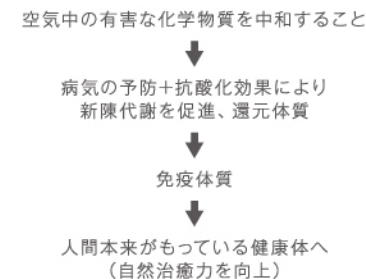 空気中の有害な化学物質を中和すること
病気の予防+抗酸化効果により
新陳代謝を促進、還元体質
免疫体質
人間本来がもっている健康体へ
（自然治癒力を向上）